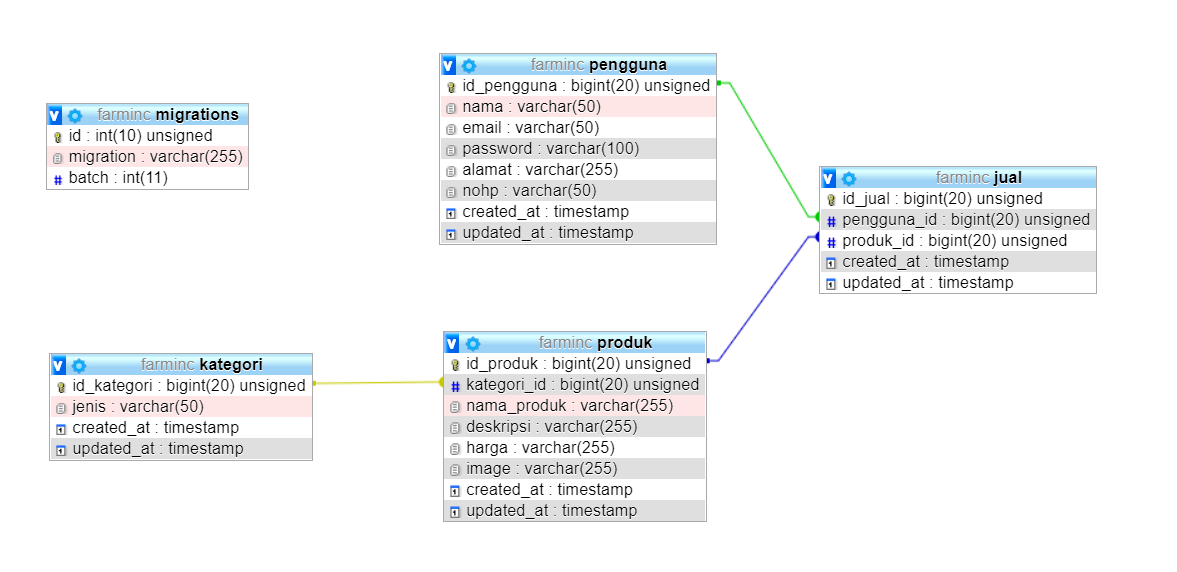 farminc migrations
id : int(10) unsigned
migration : varchar(255)
batch : int(11)
farminc pengguna
id_pengguna : bigint(20) unsigned
nama : varchar(50)
email : varchar(50)
password : varchar(100)
alamat : varchar(255)
nohp : varchar(50)
created_at : timestamp
updated_at : timestamp
farminc jual
id_jual : bigint(20) unsigned
pengguna_id : bigint(20) unsigned
produk_id : bigint(20) unsigned
created_at : timestamp
updated_at : timestamp
farminc kategori
id_kategori : bigint(20) unsigned
jenis : varchar(50)
created_at : timestamp
updated_at : timestamp
farminc produk
id_produk : bigint(20) unsigned
kategori_id : bigint(20) unsigned
nama_produk : varchar(255)
deskripsi : varchar(255)
harga : varchar(255)
image : varchar(255)
created_at : timestamp
updated_at : timestamp